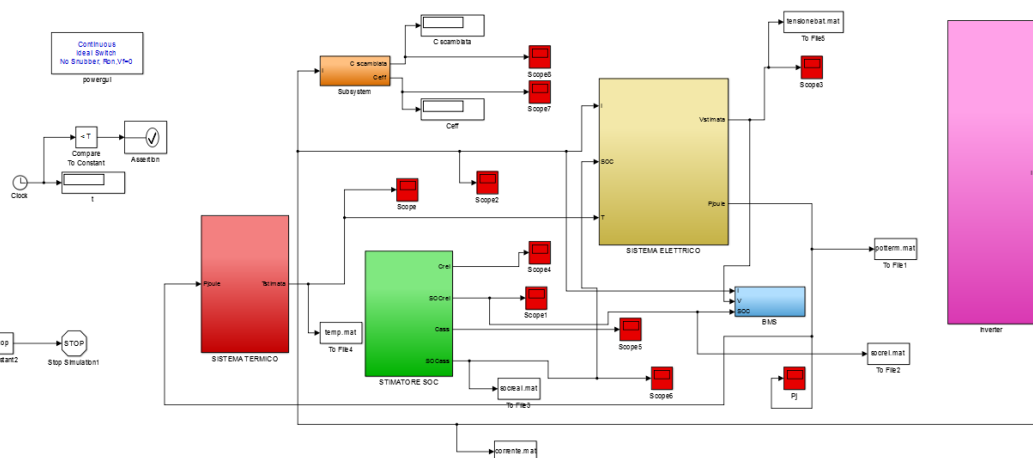 Continuous
Ideal Switch
No Snubber, Ron,Vf=0
powergui
C scambiata
C scambiata
I
Ceff
Subsystem
Scope8
Scope7
Ceff
tensionebat.mat
To File5
Scope3
< T
Compare
To Constant
Assertion
Clock
t
I
Vstimata
SOC
Pjoule
T
SISTEMA ELETTRICO
Scope
Scope2
I
Inverter
Pjoule
Tstimata
SISTEMA TERMICO
Crel
SOCrel
Cass
SOCass
STIMATORE SOC
Scope4
Scope1
Scope5
Scope6
potterm.mat
To File1
I
V
SOC
BMS
temp.mat
To File4
op
stant2
STOP
Stop Simulation1
socrel.mat
To File2
socreal.mat
To File3
Pj
corrente.mat